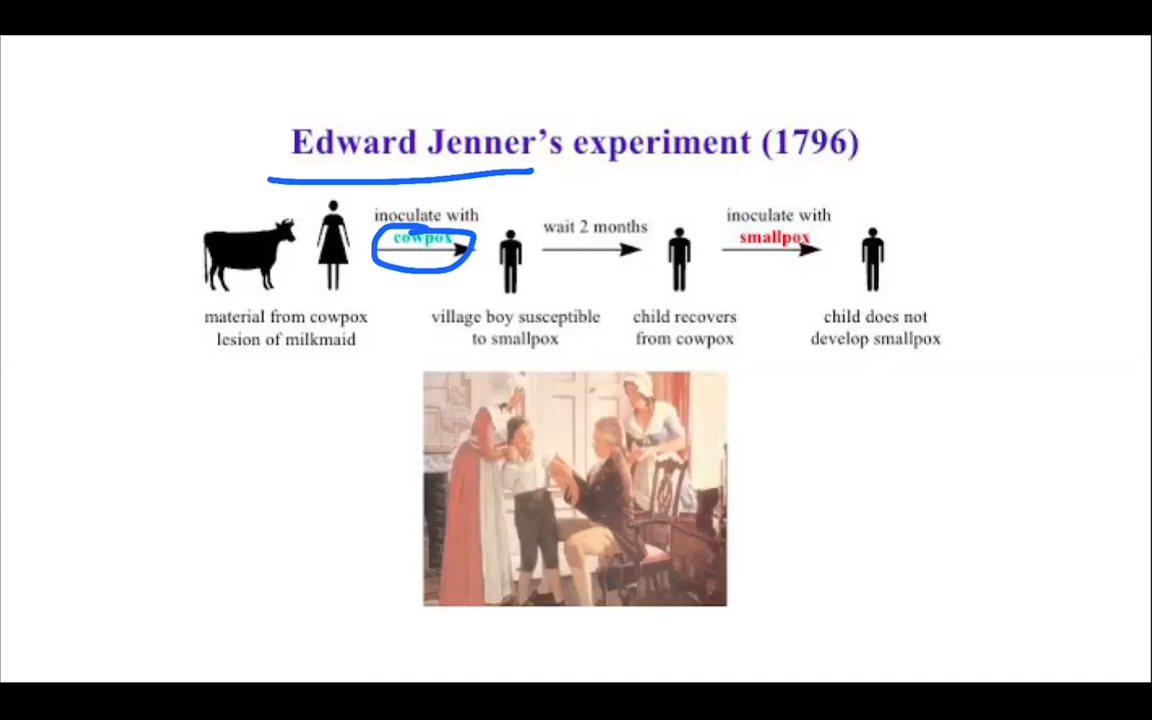 Edward Jenner's experiment (1796)
inoculate with
cowpox
wait 2 months
inoculate with
smallpox
material from cowpox
lesion of milkmaid
village boy susceptible
to smallpox
child recovers
from cowpox
child does not
develop smallpox